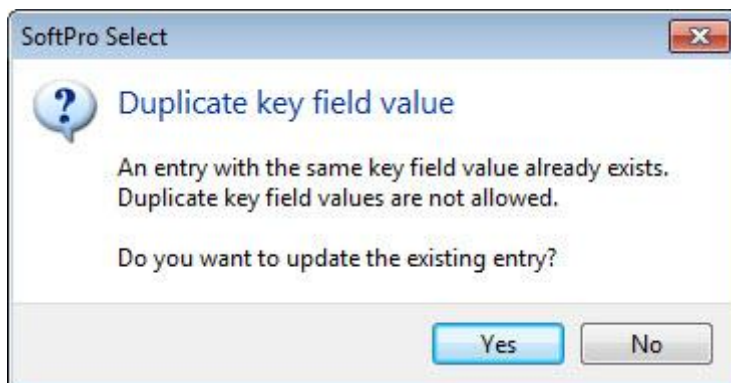 SoftPro Select
Duplicate key field value
An entry with the same key field value already exists.
Duplicate key field values are not allowed.
Do you want to update the existing entry?
Yes No